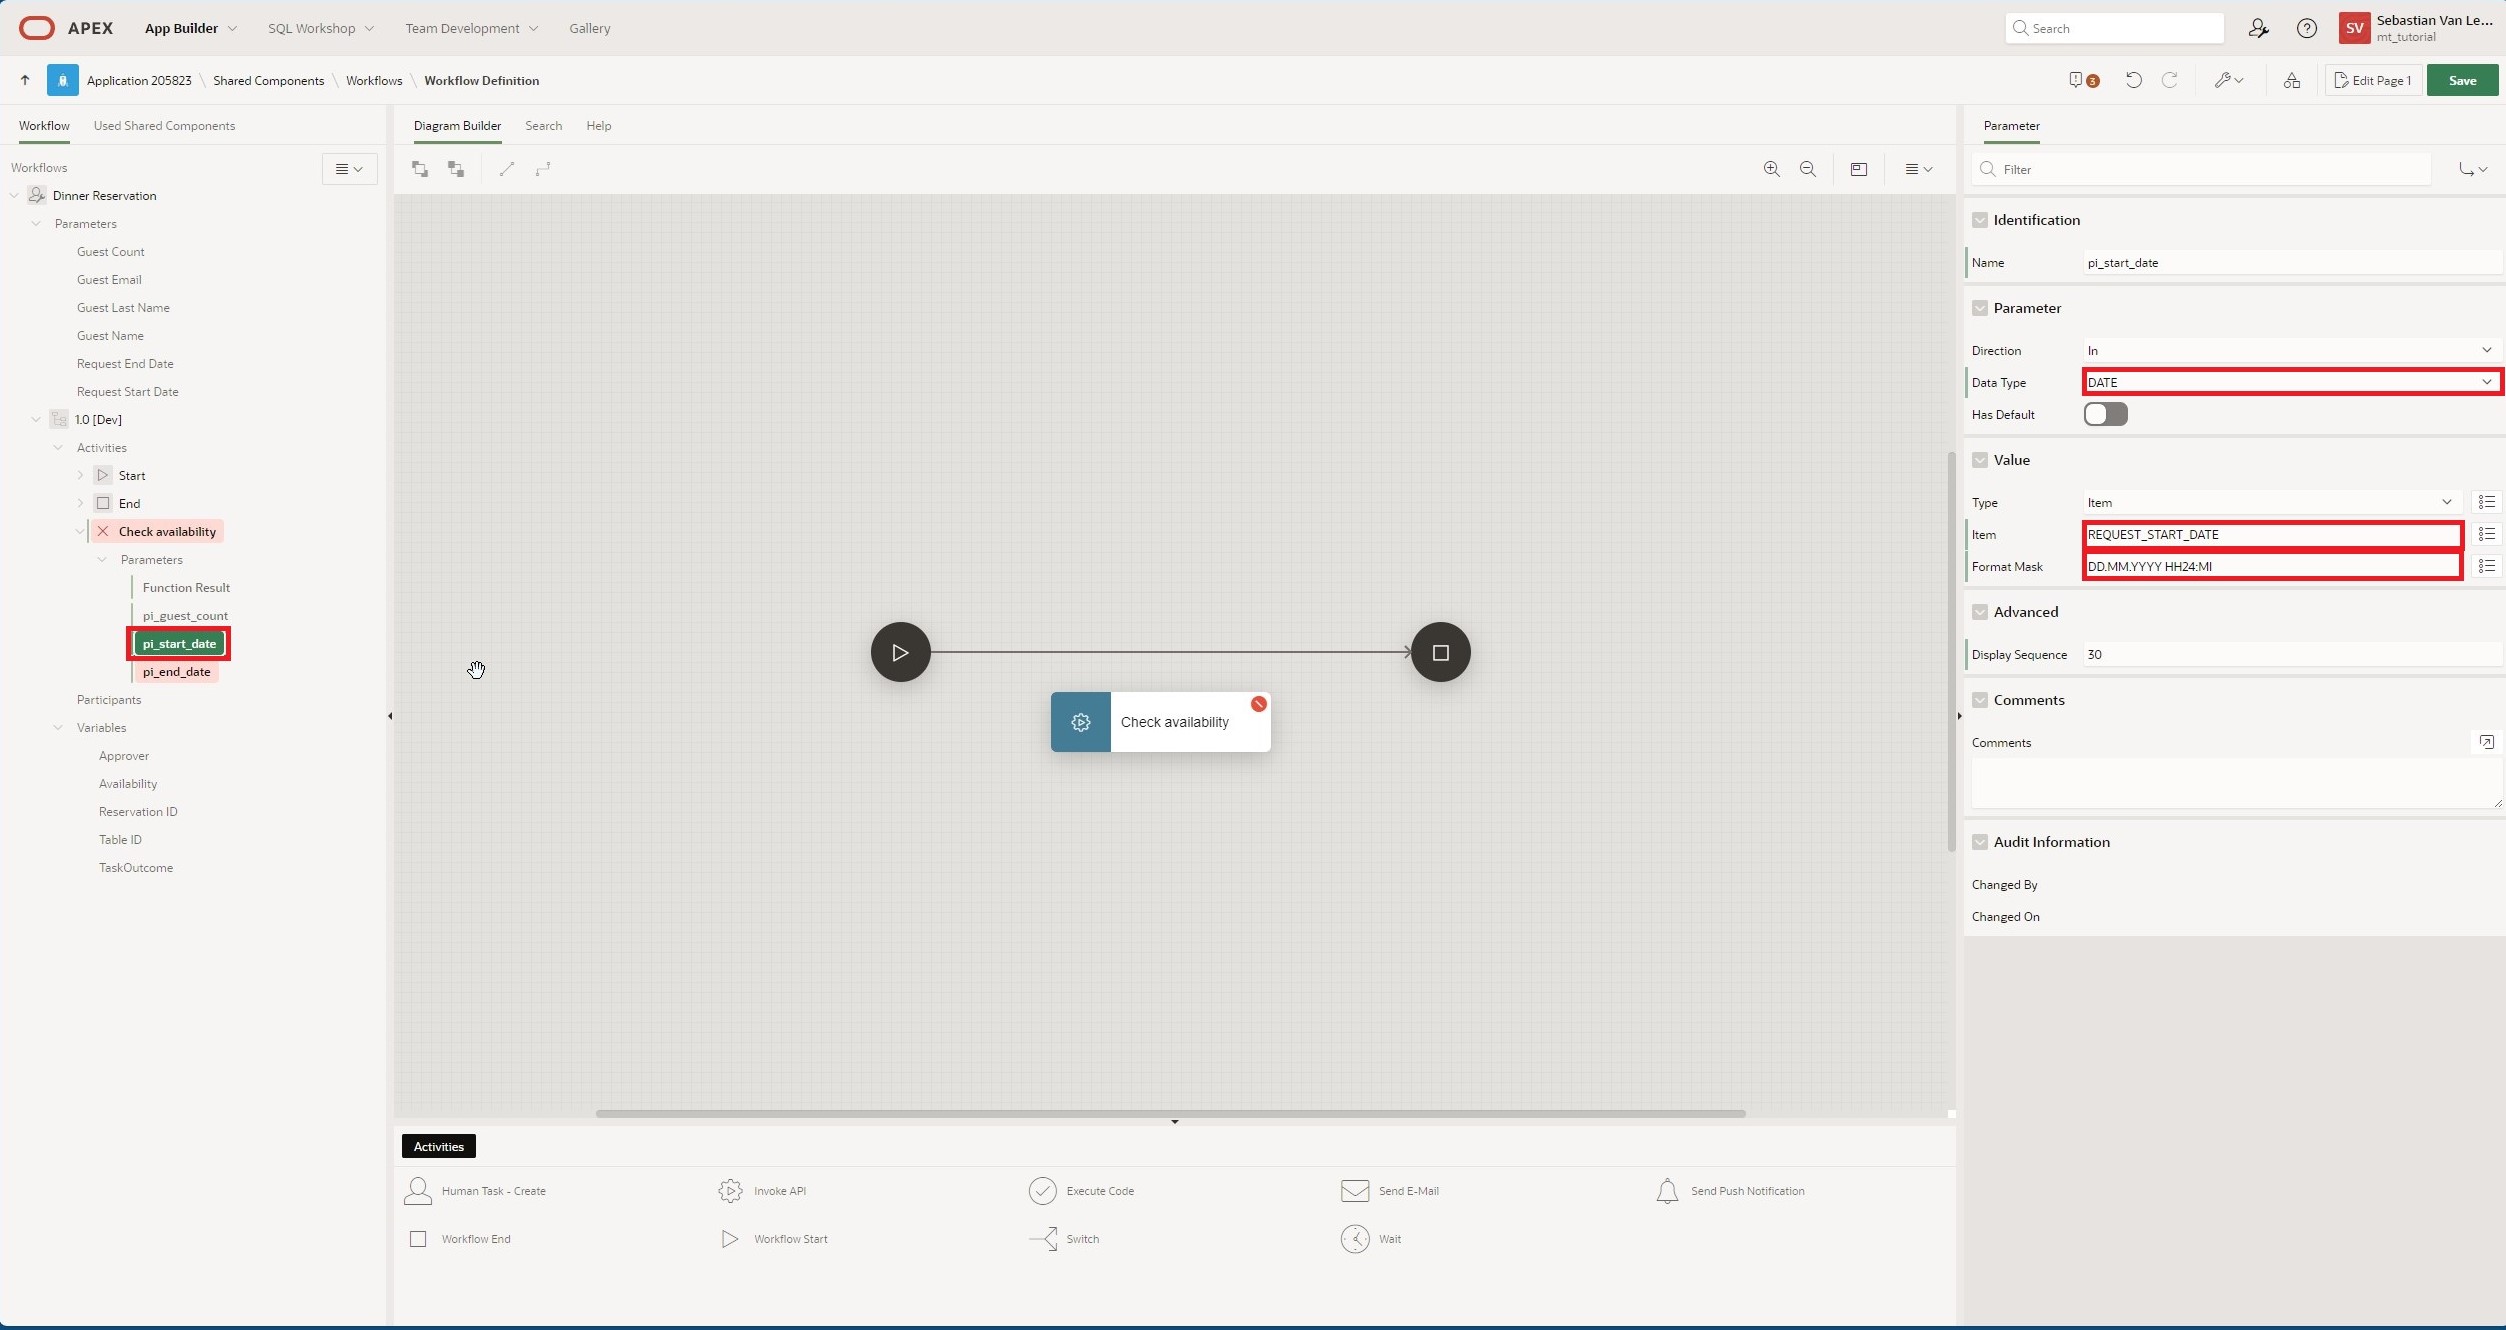 APEX
App Builder
SQL Workshop
Team Development
Gallery
Search
SV
Sebastian Van Le...
mt_tutorial
Application 205823
Shared Components
Workflows
Workflow Definition
3
Edit Page 1
Save
Workflow
Used Shared Components
Workflows
Dinner Reservation
Parameters
Guest Count
Guest Email
Guest Last Name
Guest Name
Request End Date
Request Start Date
1.0 [Dev]
Activities
Start
End
Check availability
Parameters
Function Result
pi_guest_count
pi_start_date
pi_end_date
Participants
Variables
Approver
Availability
Reservation ID
Table ID
TaskOutcome
Diagram Builder
Search
Help
Check availability
Activities
Human Task - Create
Invoke API
Execute Code
Send E-Mail
Send Push Notification
Workflow End
Workflow Start
Switch
Wait
Parameter
Filter
Identification
Name pi_start_date
Parameter
Direction In
Data Type DATE
Has Default
Value
Type Item
Item REQUEST_START_DATE
Format Mask DD.MM.YYYY HH24:MI
Advanced
Display Sequence 30
Comments
Comments
Audit Information
Changed By
Changed On